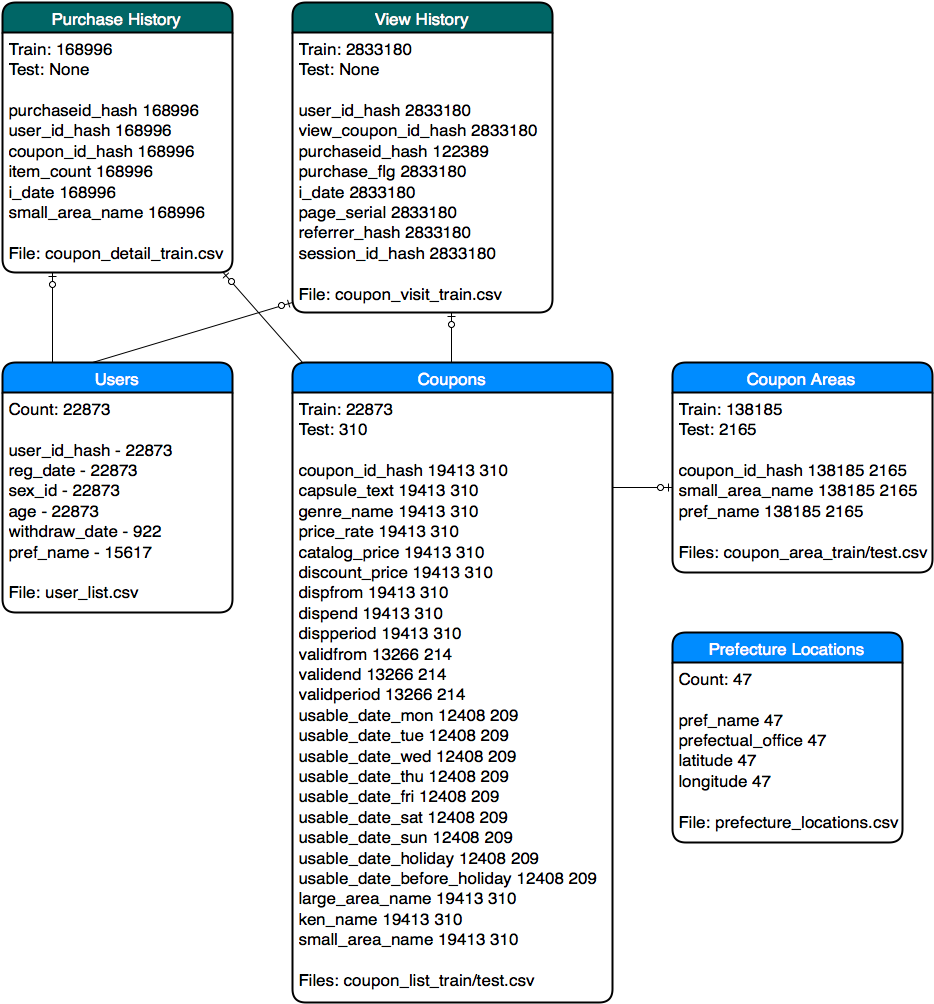 Purchase History
Train: 168996
Test: None
purchaseid_hash 168996
user_id_hash 168996
coupon_id_hash 168996
item_count 168996
i_date 168996
small_area_name 168996
File: coupon_detail_train.csv
View History
Train: 2833180
Test: None
user_id_hash 2833180
view_coupon_id_hash 2833180
purchaseid_hash 122389
purchase_flg 2833180
i_date 2833180
page_serial 2833180
referrer_hash 2833180
session_id_hash 2833180
File: coupon_visit_train.csv
Users
Count: 22873
user_id_hash - 22873
reg_date - 22873
sex_id - 22873
age - 22873
withdraw_date - 922
pref_name - 15617
File: user_list.csv
Coupons
Train: 22873
Test: 310
coupon_id_hash 19413 310
capsule_text 19413 310
genre_name 19413 310
price_rate 19413 310
catalog_price 19413 310
discount_price 19413 310
dispfrom 19413 310
dispend 19413 310
dispperiod 19413 310
validfrom 13266 214
validend 13266 214
validperiod 13266 214
usable_date_mon 12408 209
usable_date_tue 12408 209
usable_date_wed 12408 209
usable_date_thu 12408 209
usable_date_fri 12408 209
usable_date_sat 12408 209
usable_date_sun 12408 209
usable_date_holiday 12408 209
usable_date_before_holiday 12408 209
large_area_name 19413 310
ken_name 19413 310
small_area_name 19413 310
Files: coupon_list_train/test.csv
Coupon Areas
Train: 138185
Test: 2165
coupon_id_hash 138185 2165
small_area_name 138185 2165
pref_name 138185 2165
Files: coupon_area_train/test.csv
Prefecture Locations
Count: 47
pref_name 47
prefectual_office 47
latitude 47
longitude 47
File: prefecture_locations.csv